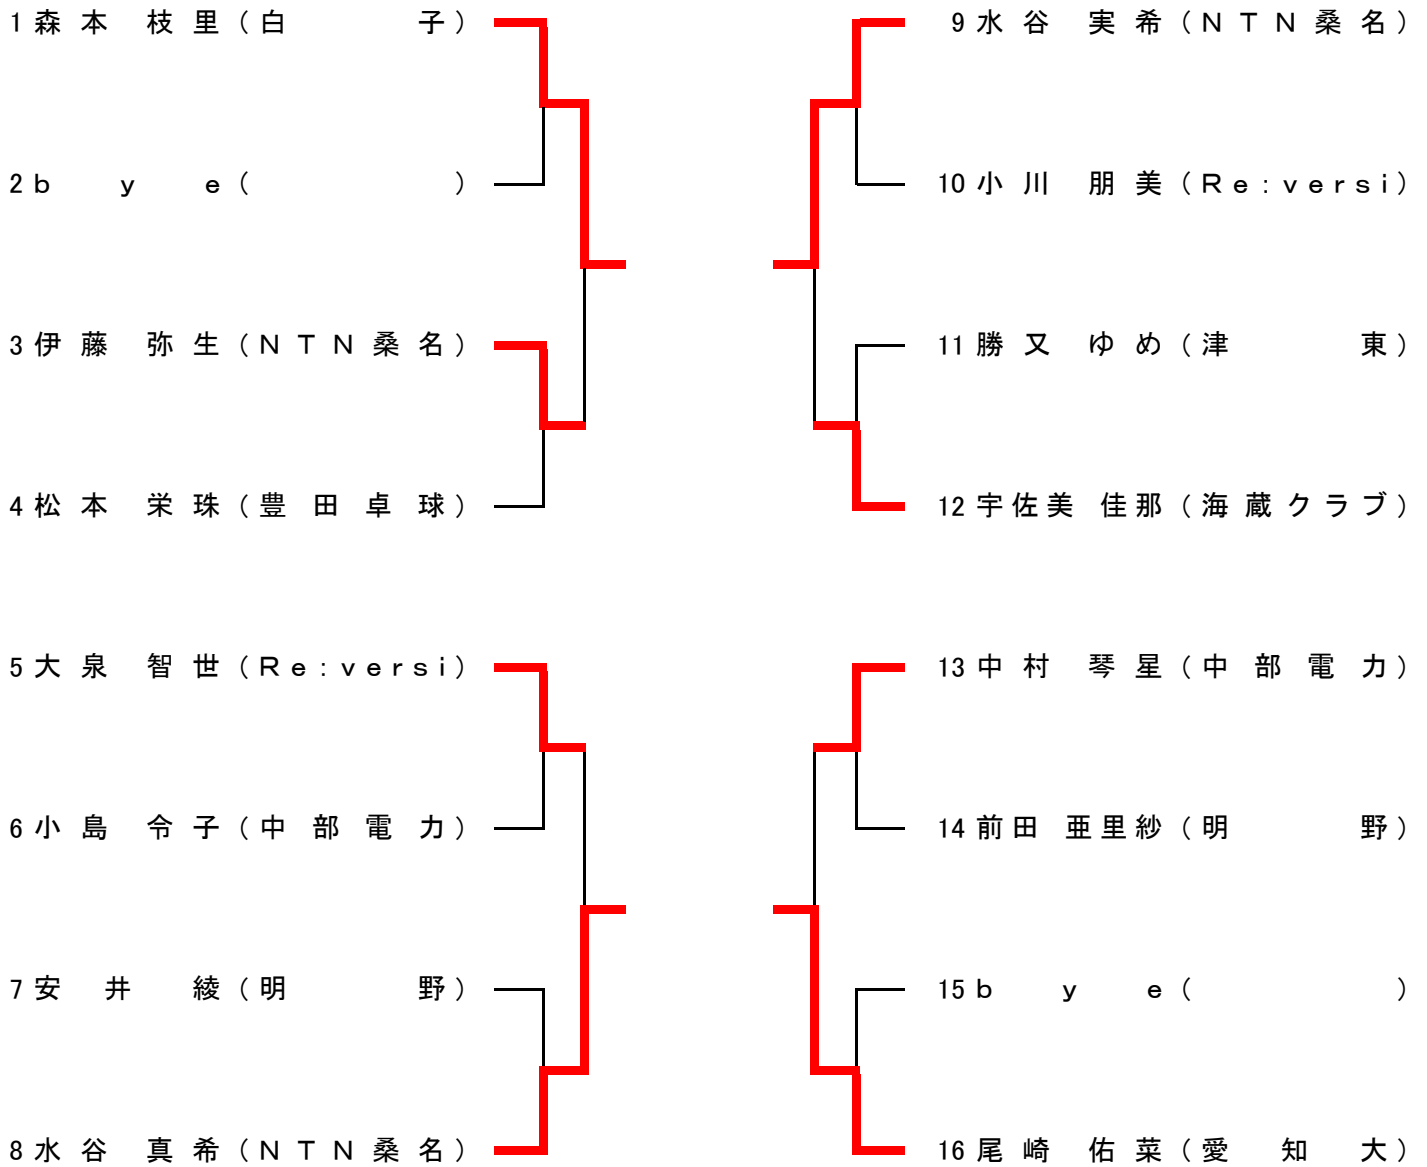 1 森本 枝里（白 子）
2 ｂｙｅ（ ）
3 伊藤 弥生（ＮＴＮ桑名）
4 松本 栄珠（豊田卓球）
5 大泉 智世（Ｒｅ：ｖｅｒｓｉ）
6 小島 令子（中部電力）
7 安井 綾（明 野）
8 水谷 真希（ＮＴＮ桑名）
9 水谷 実希（ＮＴＮ桑名）
10 小川 朋美（Ｒｅ：ｖｅｒｓｉ）
11 勝又 ゆめ（津 東）
12 宇佐美 佳那（海蔵クラブ）
13 中村 琴星（中部電力）
14 前田 亜里紗（明 野）
15 ｂｙｅ（ ）
16 尾崎 佑菜（愛知大）